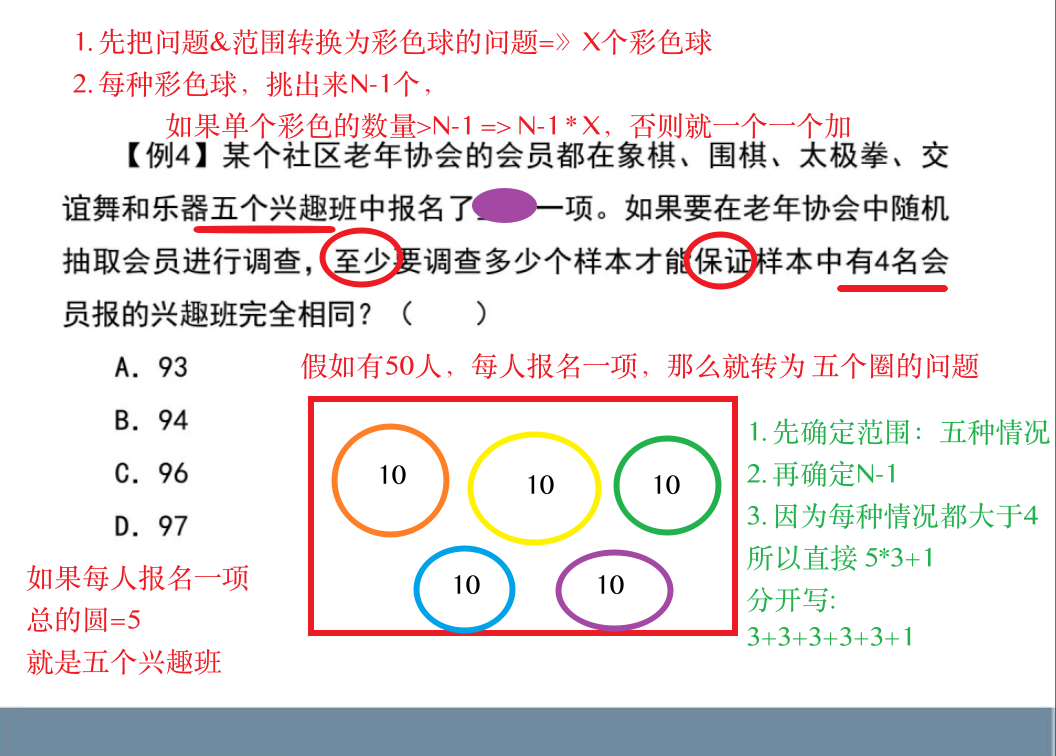 1. 先把问题&范围转换为彩色球的问题=》 X个彩色球
2. 每种彩色球，挑出来N-1个，
如果单个彩色的数量>N-1 => N-1 * X，否则就一个一个加
【例4】某个社区老年协会的会员都在象棋、围棋、太极拳、交
谊舞和乐器五个兴趣班中报名了 一项。如果要在老年协会中随机
抽取会员进行调查，至少要调查多少个样本才能保证样本中有4名会
员报的兴趣班完全相同？（ ）
A. 93
假如有50人，每人报名一项，那么就转为 五个圈的问题
B. 94
C. 96
D. 97
10
10
10
10
10
1. 先确定范围：五种情况
2. 再确定N-1
3. 因为每种情况都大于4
所以直接 5*3+1
分开写:
3+3+3+3+3+1
如果每人报名一项
总的圆=5
就是五个兴趣班